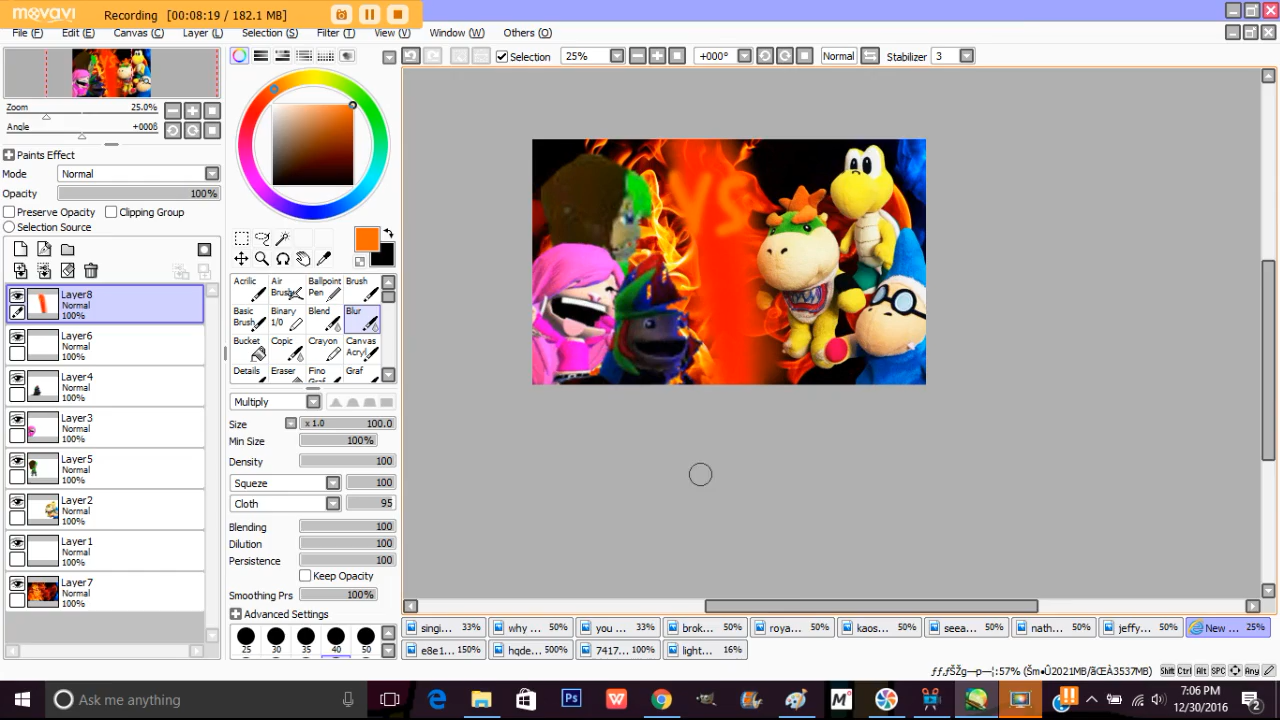 movavi Recording [00:08:19 / 182.1 MB]
File (F) Edit (E) Canvas (C) Layer (L) Selection (S) Filter (T) View (V) Window (W) Others (O)
Selection 25% +000° Normal Stabilizer 3
Zoom 25.0%
Angle
Paints Effect
Mode Normal
Opacity 100%
Preserve Opacity Clipping Group
Selection Source
Layer8
Normal
100%
Layer6
Normal
100%
Layer4
Normal
100%
Layer3
Normal
100%
Layer5
Normal
100%
Layer2
Normal
100%
Layer1
Normal
100%
Layer7
Normal
100%
Acrilic Air Brush Ballpoint Pen Brush
Basic Brush Binary 1/0 Blend Blur
Bucket Copic Crayon Canvas Acryl
Details Eraser Fino Graf Graf
Multiply
Size x 1.0 100.0
Min Size 100%
Density 100
Squeze 100
Cloth 95
Blending 100
Dilution 100
Persistence 100
Keep Opacity
Smoothing Prs 100%
Advanced Settings
25 30 35 40 50
singi... 33% why ... 50% you ... 33% brok... 50% roya... 50% kaos... 50% seea... 50% nath... 50% jeffy... 50% New ... 25%
e8e1... 150% hqde... 500% 7417... 100% light... 16%
Shift Ctrl Alt SPC Any
Ask me anything
7:06 PM
12/30/2016